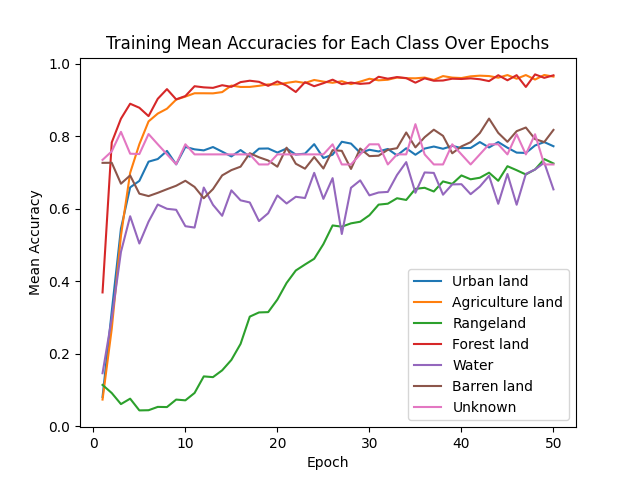 Training Mean Accuracies for Each Class Over Epochs
Mean Accuracy
1.0
0.8
0.6
0.4
0.2
0.0
Urban land
Agriculture land
Rangeland
Forest land
Water
Barren land
Unknown
0
10
20
30
40
50
Epoch